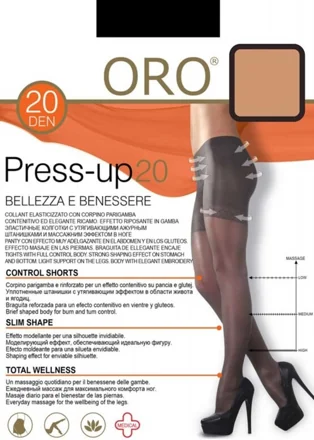 ORO®
20
DEN
Press-up20
BELLEZZA E BENESSERE
COLLANT ELASTICIZZATO CON CORPINO PARIGAMBA
CONTENITIVO ED ELEGANTE RICAMO. EFFETTO RIPOSANTE IN GAMBA
ЭЛАСТИЧНЫЕ КОЛГОТКИ С УТЯГИВАЮЩИМИ АЖУРНЫМ
ШТАНИШКАМИ И МАССАЖНИМ ЭФФЕКТОМ В НОГЕ
PANTY CON EFECTO MUY ADELGAZANTE EN ELABOMEN Y EN LOS GLUTEOS.
EFECTO MASAJE EN LAS PIERMAS. BRAGUITA DE ELEGANTE ENCAJE
TIGHTS WITH FULL CONTROL BODY. STRONG SHAPING EFFECT ON STOMACH
AND BOTTOM. LIGHT SUPPORT ON THE LEGS. BODY WITH ELEGANT EMBROIDERY
MASSAGE
CONTROL SHORTS
LOW
Corpino parigamba e rinforzato per un effetto contenitivo su pancia e glutei.
Уплотненные штанишки с утягивающим эффектом в области живота
и ягодиц.
Braguita reforzada para un efecto contenitivo en vientre y gluteos.
Brief shaped body for bum and tum control.
MEDIUM
SLIM SHAPE
Effetto modellante per una silhouette invidiabile.
Моделирующий еффект, обеспечивающий идеальную фигуру.
Efecto moldeante para una silueta envidiable.
Shaping effect for enviable silhouette.
HIGH
TOTAL WELLNESS
Un massaggio quotidiano per il benessere delle gambe.
Ежедневный массаж для максимального комфорта ног.
Masaje diario para el bienestar de las piernas.
Everyday massage for the wellbeing of the legs.
MEDICAL